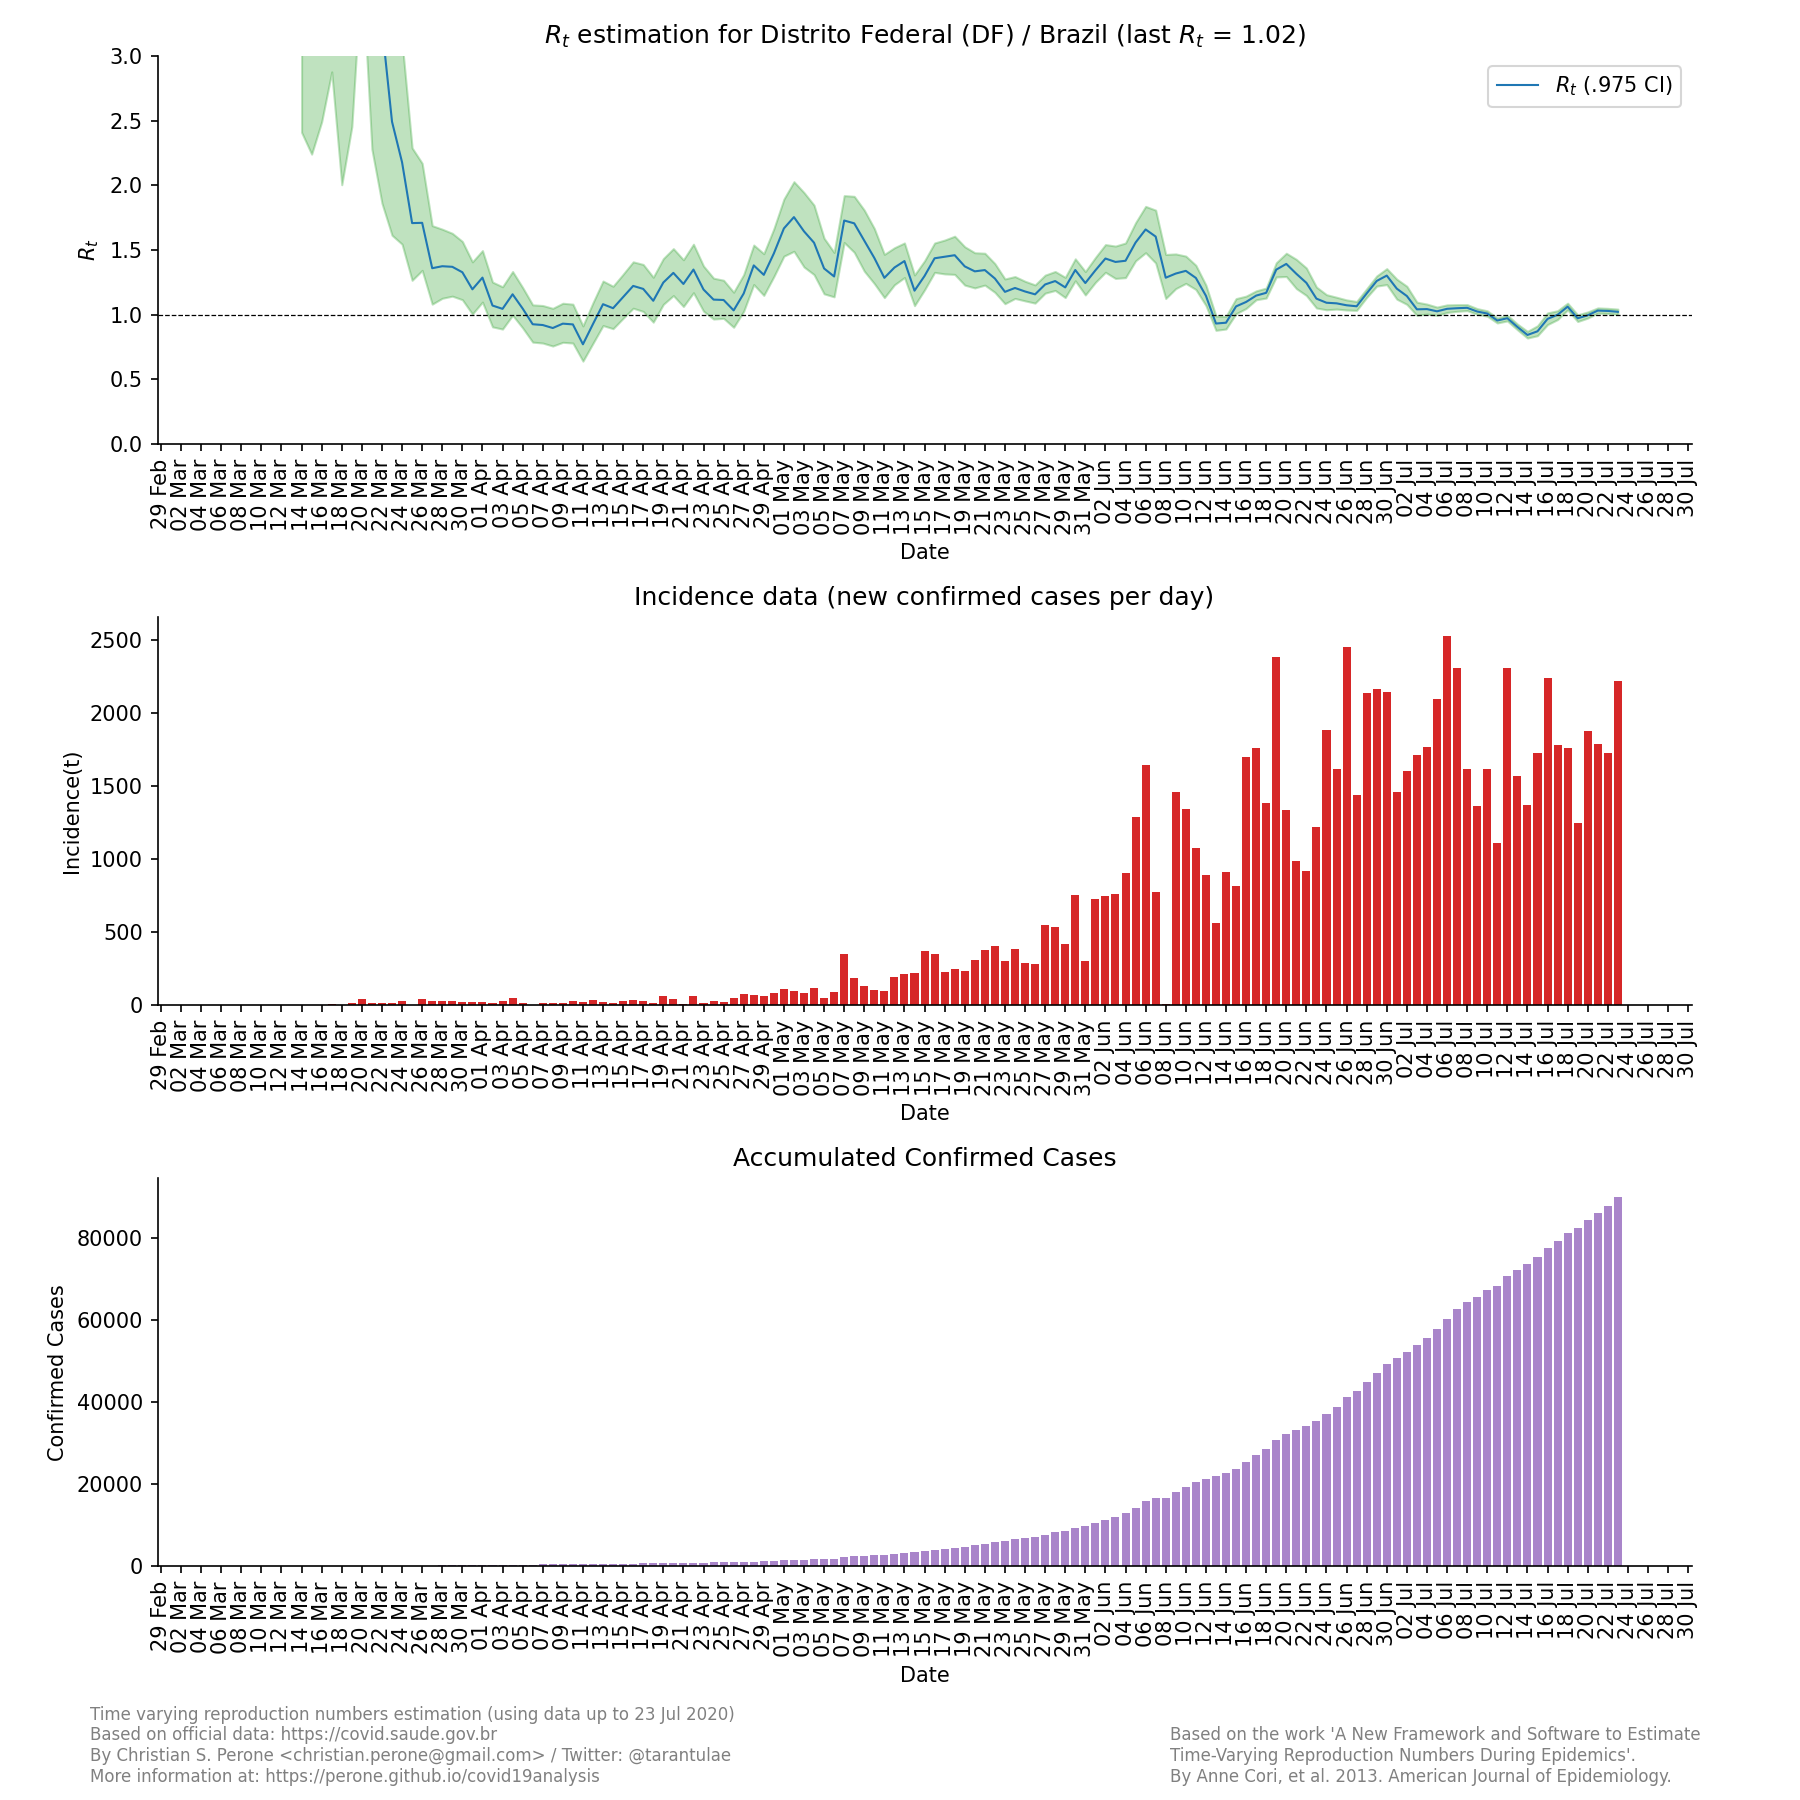 Rt estimation for Distrito Federal (DF) / Brazil (last Rt = 1.02)
3.0
2.5
2.0
1.5
1.0
0.5
0.0
Rt
Rt (.975 CI)
29 Feb 02 Mar 04 Mar 06 Mar 08 Mar 10 Mar 12 Mar 14 Mar 16 Mar 18 Mar 20 Mar 22 Mar 24 Mar 26 Mar 28 Mar 30 Mar 01 Apr 03 Apr 05 Apr 07 Apr 09 Apr 11 Apr 13 Apr 15 Apr 17 Apr 19 Apr 21 Apr 23 Apr 25 Apr 27 Apr 29 Apr 01 May 03 May 05 May 07 May 09 May 11 May 13 May 15 May 17 May 19 May 21 May 23 May 25 May 27 May 29 May 31 May 02 Jun 04 Jun 06 Jun 08 Jun 10 Jun 12 Jun 14 Jun 16 Jun 18 Jun 20 Jun 22 Jun 24 Jun 26 Jun 28 Jun 30 Jun 02 Jul 04 Jul 06 Jul 08 Jul 10 Jul 12 Jul 14 Jul 16 Jul 18 Jul 20 Jul 22 Jul 24 Jul 26 Jul 28 Jul 30 Jul
Date
Incidence data (new confirmed cases per day)
2500
2000
1500
1000
500
0
Incidence(t)
29 Feb 02 Mar 04 Mar 06 Mar 08 Mar 10 Mar 12 Mar 14 Mar 16 Mar 18 Mar 20 Mar 22 Mar 24 Mar 26 Mar 28 Mar 30 Mar 01 Apr 03 Apr 05 Apr 07 Apr 09 Apr 11 Apr 13 Apr 15 Apr 17 Apr 19 Apr 21 Apr 23 Apr 25 Apr 27 Apr 29 Apr 01 May 03 May 05 May 07 May 09 May 11 May 13 May 15 May 17 May 19 May 21 May 23 May 25 May 27 May 29 May 31 May 02 Jun 04 Jun 06 Jun 08 Jun 10 Jun 12 Jun 14 Jun 16 Jun 18 Jun 20 Jun 22 Jun 24 Jun 26 Jun 28 Jun 30 Jun 02 Jul 04 Jul 06 Jul 08 Jul 10 Jul 12 Jul 14 Jul 16 Jul 18 Jul 20 Jul 22 Jul 24 Jul 26 Jul 28 Jul 30 Jul
Date
Accumulated Confirmed Cases
80000
60000
40000
20000
0
Confirmed Cases
29 Feb 02 Mar 04 Mar 06 Mar 08 Mar 10 Mar 12 Mar 14 Mar 16 Mar 18 Mar 20 Mar 22 Mar 24 Mar 26 Mar 28 Mar 30 Mar 01 Apr 03 Apr 05 Apr 07 Apr 09 Apr 11 Apr 13 Apr 15 Apr 17 Apr 19 Apr 21 Apr 23 Apr 25 Apr 27 Apr 29 Apr 01 May 03 May 05 May 07 May 09 May 11 May 13 May 15 May 17 May 19 May 21 May 23 May 25 May 27 May 29 May 31 May 02 Jun 04 Jun 06 Jun 08 Jun 10 Jun 12 Jun 14 Jun 16 Jun 18 Jun 20 Jun 22 Jun 24 Jun 26 Jun 28 Jun 30 Jun 02 Jul 04 Jul 06 Jul 08 Jul 10 Jul 12 Jul 14 Jul 16 Jul 18 Jul 20 Jul 22 Jul 24 Jul 26 Jul 28 Jul 30 Jul
Date
Time varying reproduction numbers estimation (using data up to 23 Jul 2020)
Based on official data: https://covid.saude.gov.br
By Christian S. Perone <christian.perone@gmail.com> / Twitter: @tarantulae
More information at: https://perone.github.io/covid19analysis
Based on the work 'A New Framework and Software to Estimate
Time-Varying Reproduction Numbers During Epidemics'.
By Anne Cori, et al. 2013. American Journal of Epidemiology.